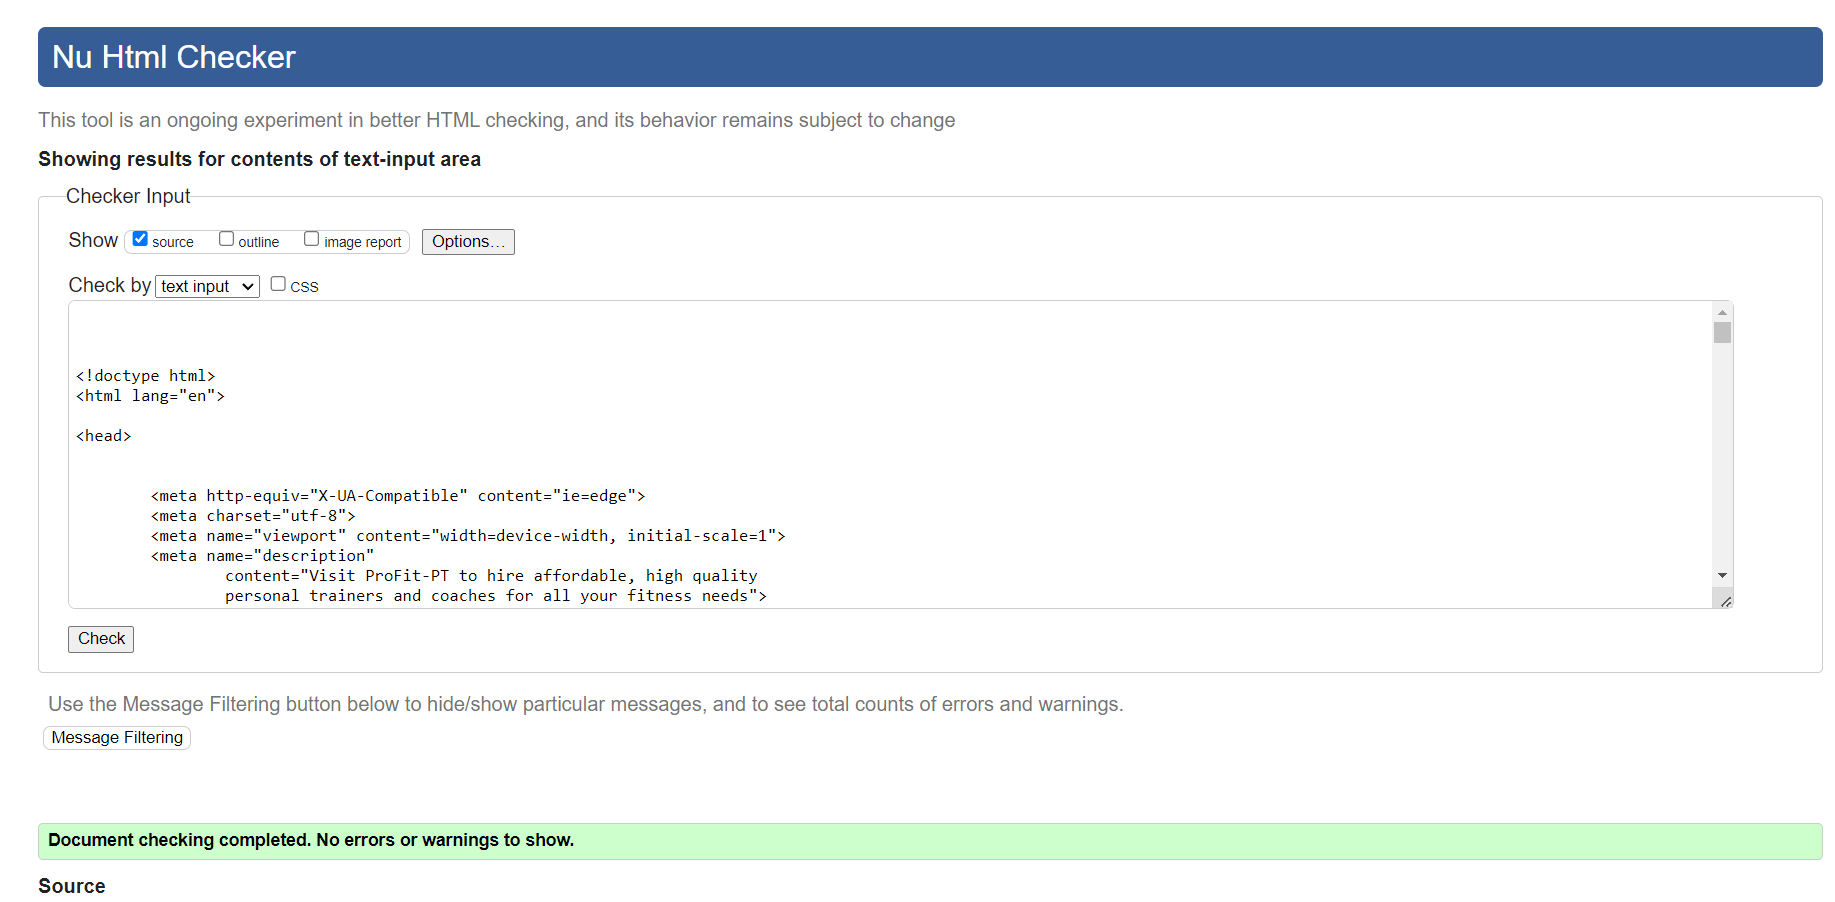 Nu Html Checker
This tool is an ongoing experiment in better HTML checking, and its behavior remains subject to change
Showing results for contents of text-input area
Checker Input
Show source outline image report Options...
Check by text input CSS
<!doctype html>
<html lang="en">
<head>
<meta http-equiv="X-UA-Compatible" content="ie=edge">
<meta charset="utf-8">
<meta name="viewport" content="width=device-width, initial-scale=1">
<meta name="description"
content="Visit ProFit-PT to hire affordable, high quality
personal trainers and coaches for all your fitness needs">
Check
Use the Message Filtering button below to hide/show particular messages, and to see total counts of errors and warnings.
Message Filtering
Document checking completed. No errors or warnings to show.
Source